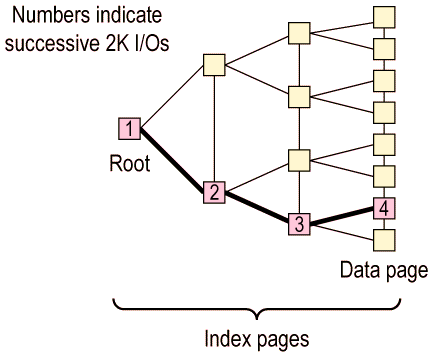 Numbers indicate
successive 2K I/Os
1
Root
2
3
4
Data page
Index pages